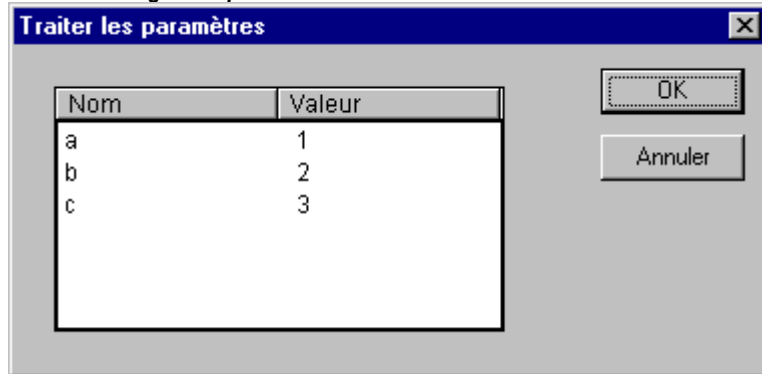 Traiter les paramètres
Nom Valeur
a 1
b 2
c 3
OK
Annuler